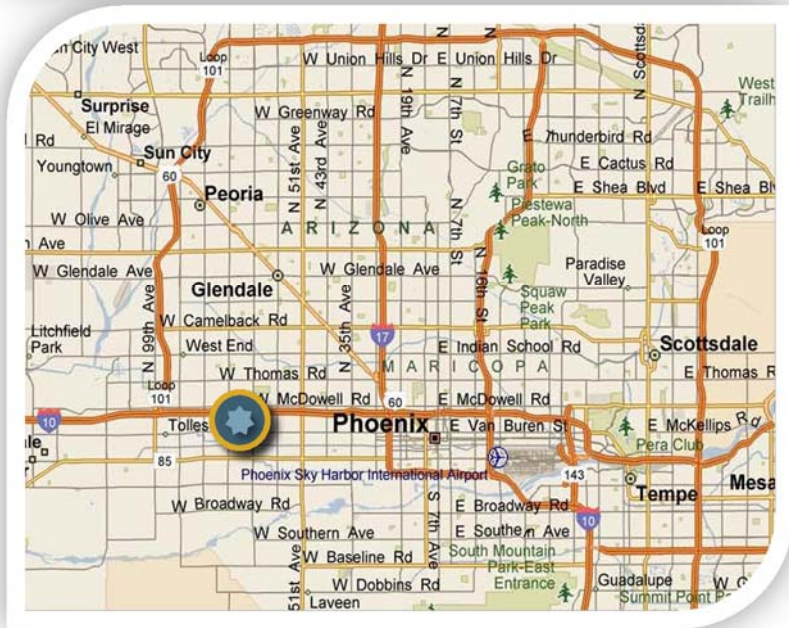 n City West
Loop
101
W Union Hills Dr
E Union Hills Dr
N Scottsda
West
Trailh
Surprise
El Mirage
W Greenway Rd
N 51st Ave
N 43rd Ave
N 19th Ave
N 7th St
l Rd
E Thunderbird Rd
Youngtown
Sun City
60
E Cactus Rd
Grato
Park
E Shea Blvd
E Shea Bl
Peoria
Piestewa
Peak-North
W Olive Ave
ARIZONA
N 7th St
Loop
101
n Ave
W Glendale Ave
W Glendale Ave
N 16th St
Paradise
Valley
Glendale
N 99th Ave
Squaw
Peak
Park
W Camelback Rd
N 35th Ave
17
Litchfield
Park
West End
E Indian School Rd
Scottsdale
MARICOPA
W Thomas Rd
E Thomas R
Loop
101
W McDowell Rd
60
E McDowell Rd
10
Tolles
Phoenix
E Van Buren St
E McKellips Rd
Pera Club
ale
r
85
Phoenix Sky Harbor International Airport
143
Tempe
Mesa
W Broadway Rd
S 7th Ave
E Broadway Rd
10
W Southern Ave
E Southern Ave
51st Ave
W Baseline Rd
South Mountain
Park-East
Entrance
W Dobbins Rd
Guadalupe
Laveen
Summit Point